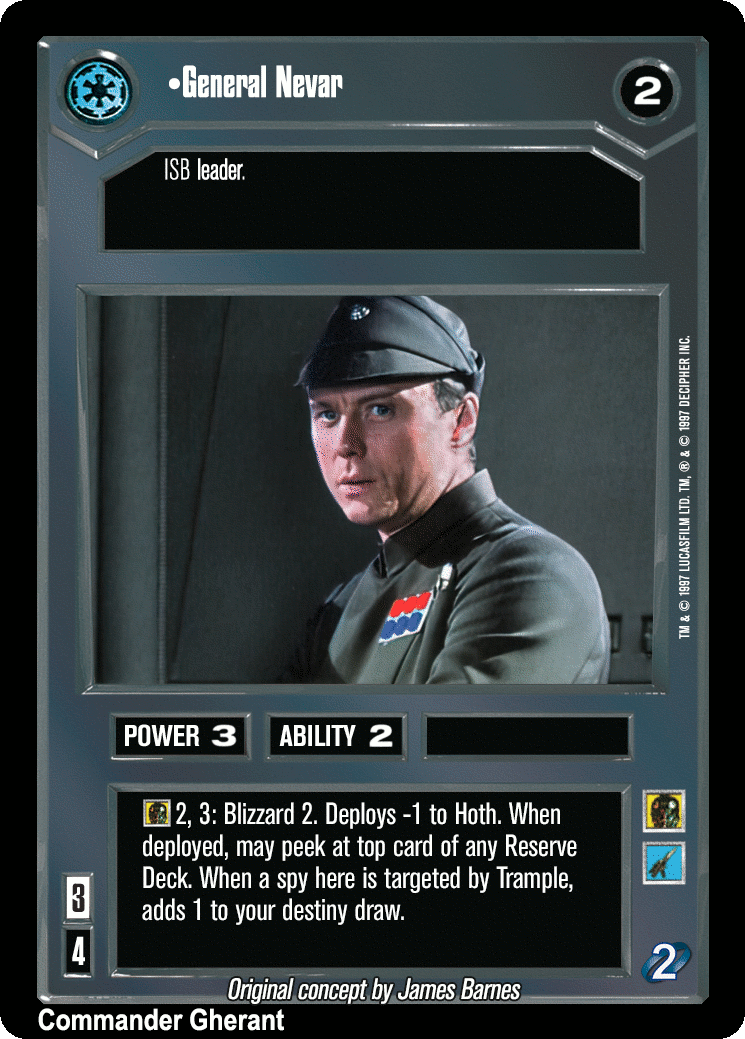 •General Nevar
2
ISB leader.
TM & © 1997 LUCASFILM LTD. TM, ® & © 1997 DECIPHER INC.
POWER 3
ABILITY 2
2, 3: Blizzard 2. Deploys -1 to Hoth. When
deployed, may peek at top card of any Reserve
Deck. When a spy here is targeted by Trample,
adds 1 to your destiny draw.
3
4
2
Original concept by James Barnes
Commander Gherant